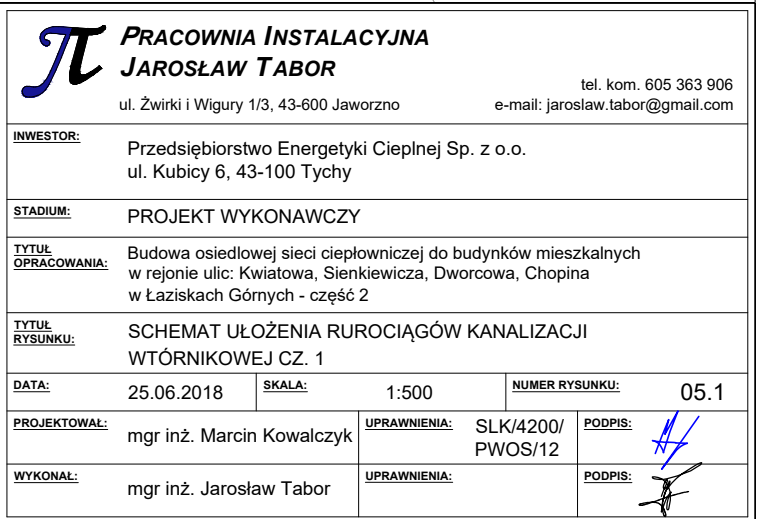 π PRACOWNIA INSTALACYJNA
JAROSŁAW TABOR
tel. kom. 605 363 906
ul. Żwirki i Wigury 1/3, 43-600 Jaworzno e-mail: jaroslaw.tabor@gmail.com
INWESTOR:
Przedsiębiorstwo Energetyki Cieplnej Sp. z o.o.
ul. Kubicy 6, 43-100 Tychy
STADIUM: PROJEKT WYKONAWCZY
TYTUŁ
OPRACOWANIA:
Budowa osiedlowej sieci ciepłowniczej do budynków mieszkalnych
w rejonie ulic: Kwiatowa, Sienkiewicza, Dworcowa, Chopina
w Łaziskach Górnych - część 2
TYTUŁ
RYSUNKU:
SCHEMAT UŁOŻENIA RUROCIĄGÓW KANALIZACJI
WTÓRNIKOWEJ CZ. 1
DATA: 25.06.2018 SKALA: 1:500 NUMER RYSUNKU: 05.1
PROJEKTOWAŁ: mgr inż. Marcin Kowalczyk UPRAWNIENIA: SLK/4200/
PWOS/12
PODPIS:
WYKONAŁ: mgr inż. Jarosław Tabor UPRAWNIENIA: PODPIS: